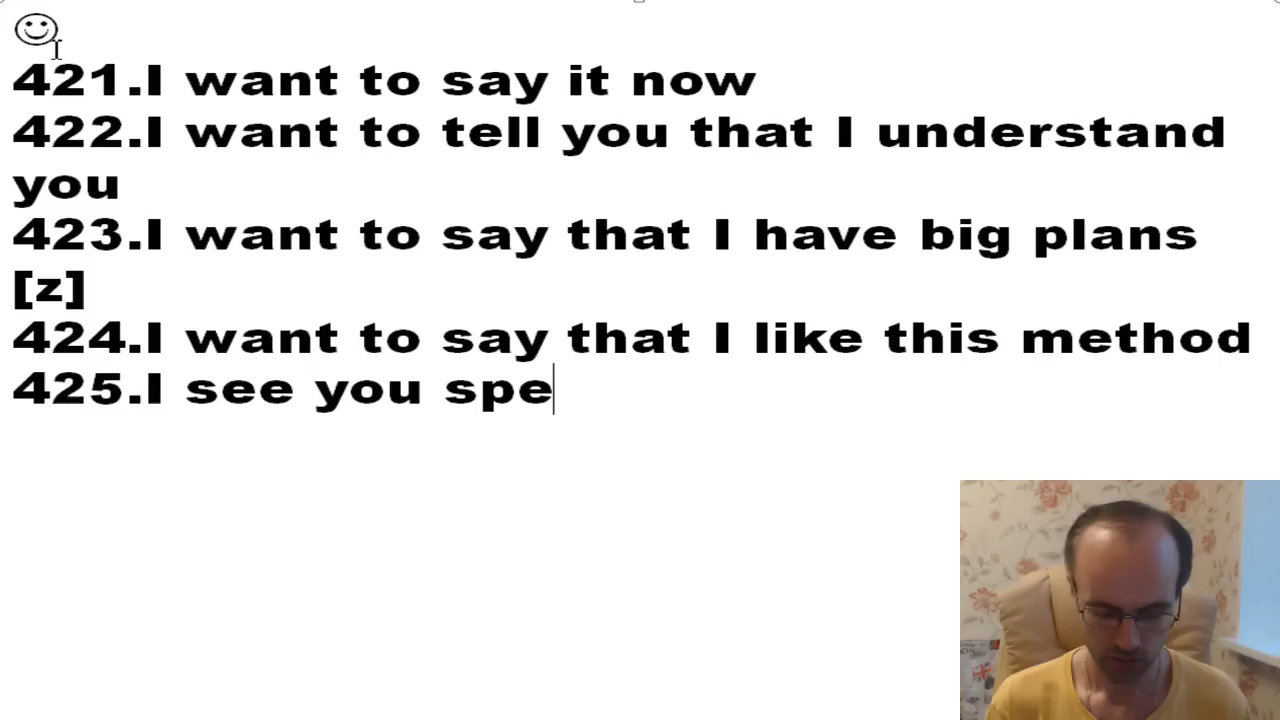 421.I want to say it now
422.I want to tell you that I understand
you
423.I want to say that I have big plans
[z]
424.I want to say that I like this method
425.I see you spe